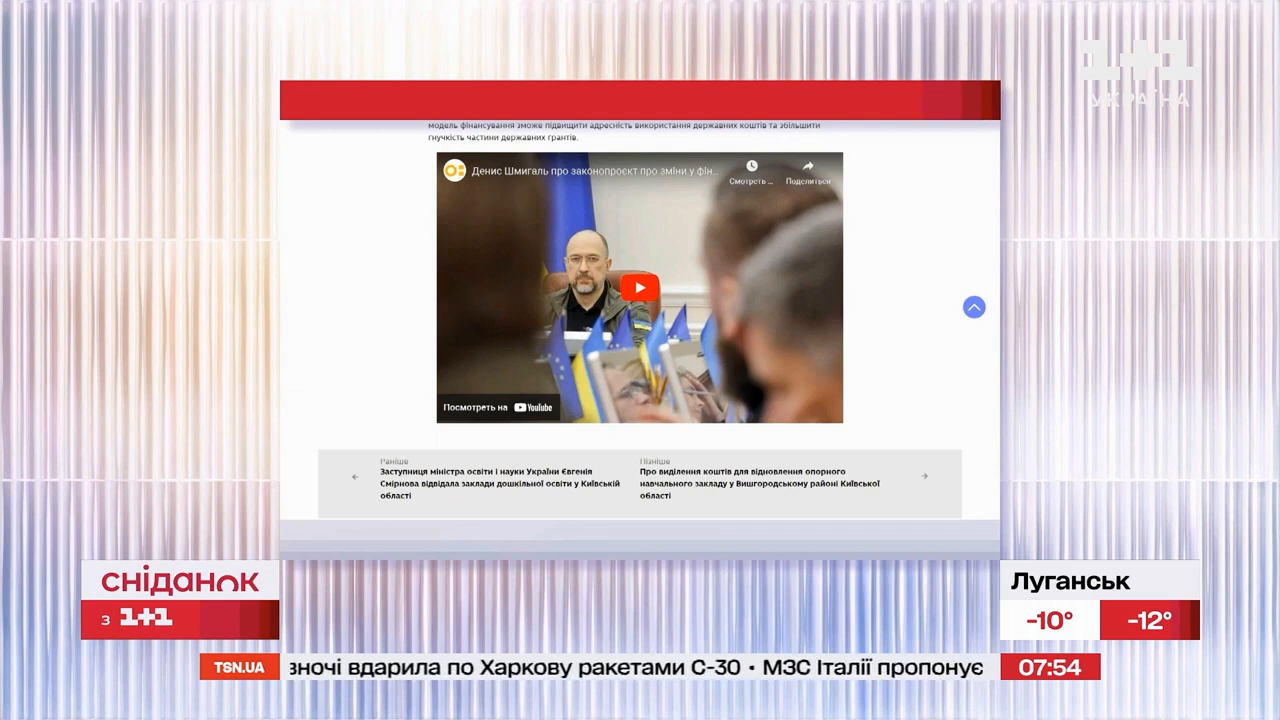 1+1
УКРАЇНА
модель фінансування зможе підвищити адресність використання державних коштів та збільшити
гнучкість частини державних грантів.
Денис Шмигаль про законопроєкт про зміни у фін...
Смотреть ...
Поделиться
Посмотреть на YouTube
Раніше
Заступниця міністра освіти і науки України Євгенія
Смірнова відвідала заклади дошкільної освіти у Київській
області
Пізніше
Про виділення коштів для відновлення опорного
навчального закладу у Вишгородському районі Київської
області
сніданок
з 1+1
Луганськ
-10° -12°
TSN.UA
вночі вдарила по Харкову ракетами С-30 • МЗС Італії пропонує
07:54